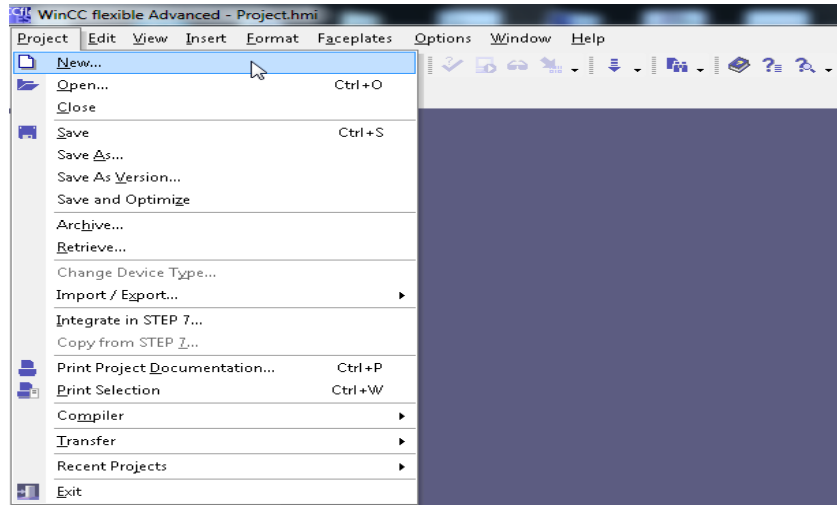 WinCC flexible Advanced - Project.hmi
Project Edit View Insert Format Faceplates Options Window Help
New...
Open... Ctrl+O
Close
Save Ctrl+S
Save As...
Save As Version...
Save and Optimize
Archive...
Retrieve...
Change Device Type...
Import / Export...
Integrate in STEP 7...
Copy from STEP 7...
Print Project Documentation... Ctrl+P
Print Selection Ctrl+W
Compiler
Transfer
Recent Projects
Exit